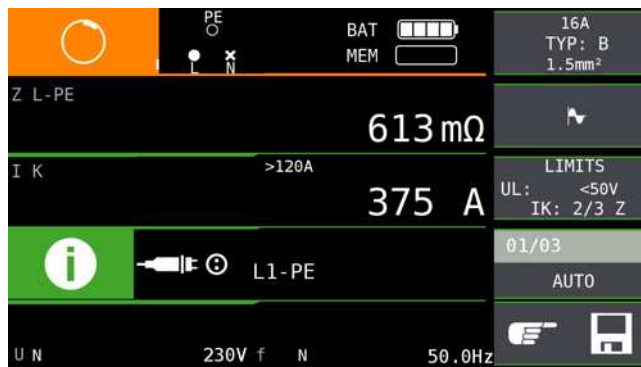 PE
L
N
BAT
MEM
16A
TYP: B
1.5mm²
Z L-PE
613 mΩ
I K
>120A
375 A
LIMITS
UL: <50V
IK: 2/3 Z
i
L1-PE
01/03
AUTO
U N 230V f N 50.0Hz